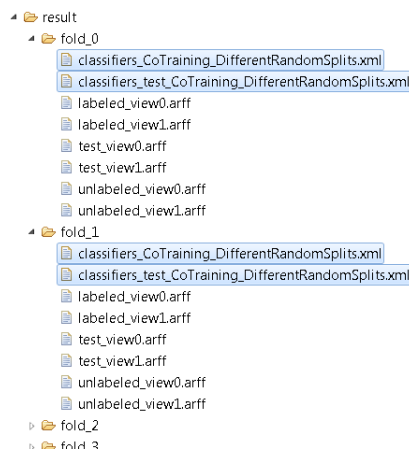 result
fold_0
classifiers_CoTraining_DifferentRandomSplits.xml
classifiers_test_CoTraining_DifferentRandomSplits.xml
labeled_view0.arff
labeled_view1.arff
test_view0.arff
test_view1.arff
unlabeled_view0.arff
unlabeled_view1.arff
fold_1
classifiers_CoTraining_DifferentRandomSplits.xml
classifiers_test_CoTraining_DifferentRandomSplits.xml
labeled_view0.arff
labeled_view1.arff
test_view0.arff
test_view1.arff
unlabeled_view0.arff
unlabeled_view1.arff
fold_2
fold_3